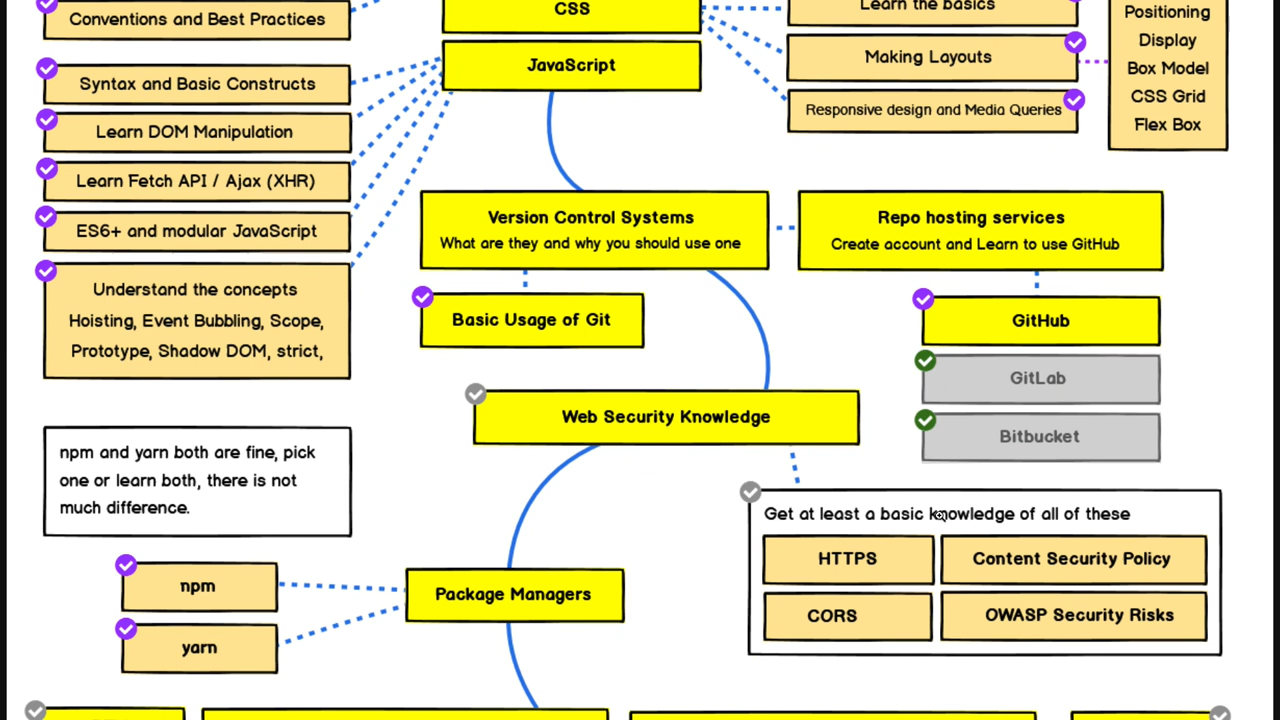 Conventions and Best Practices
CSS
Learn the basics
Positioning
Display
Box Model
CSS Grid
Flex Box
JavaScript
Making Layouts
Responsive design and Media Queries
Syntax and Basic Constructs
Learn DOM Manipulation
Learn Fetch API / Ajax (XHR)
ES6+ and modular JavaScript
Understand the concepts
Hoisting, Event Bubbling, Scope,
Prototype, Shadow DOM, strict,
Version Control Systems
What are they and why you should use one
Repo hosting services
Create account and Learn to use GitHub
Basic Usage of Git
GitHub
GitLab
Bitbucket
Web Security Knowledge
npm and yarn both are fine, pick
one or learn both, there is not
much difference.
Get at least a basic knowledge of all of these
HTTPS
Content Security Policy
CORS
OWASP Security Risks
npm
yarn
Package Managers